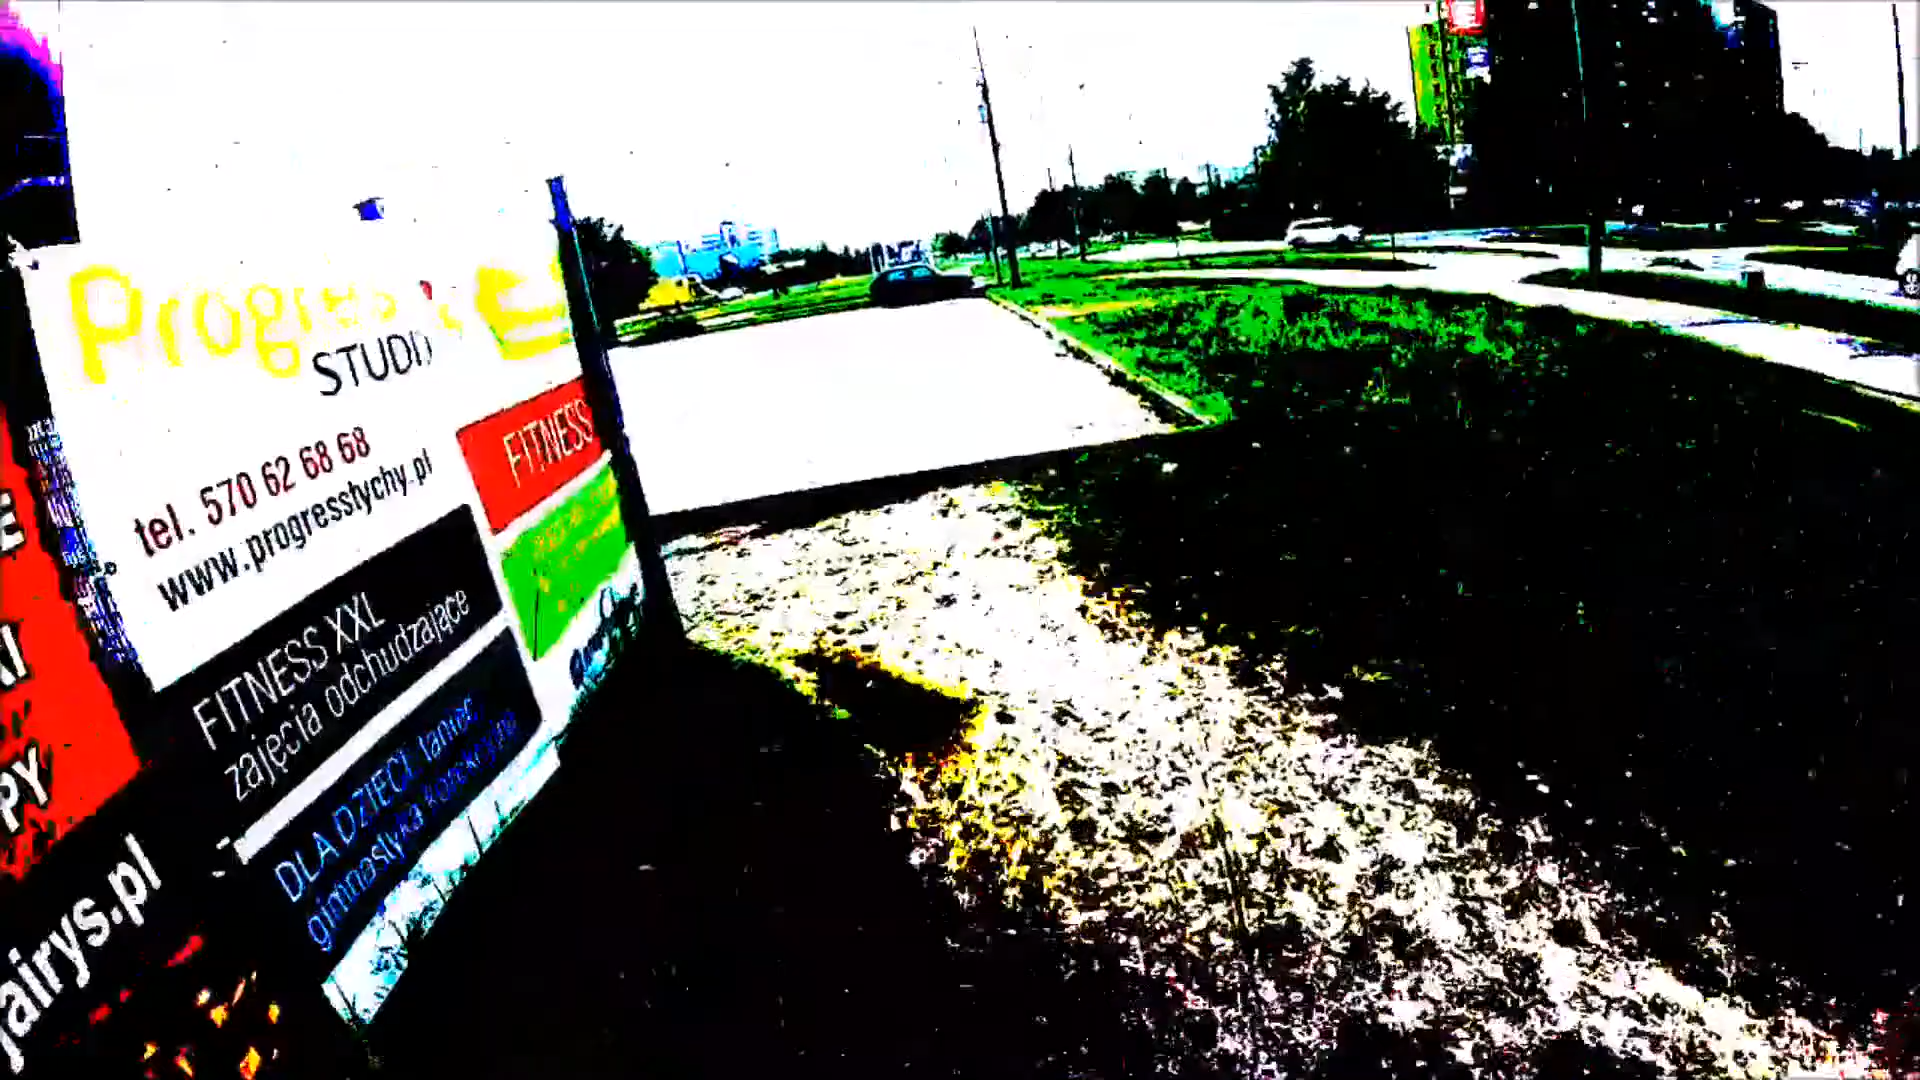 Progress
STUDIO
tel. 570 62 68 68
www.progresstychy.pl
FITNESS
FITNESS XXL
zajęcia odchudzające
DLA DZIECI taniec
gimnastyka korekcyjna
jairys.pl